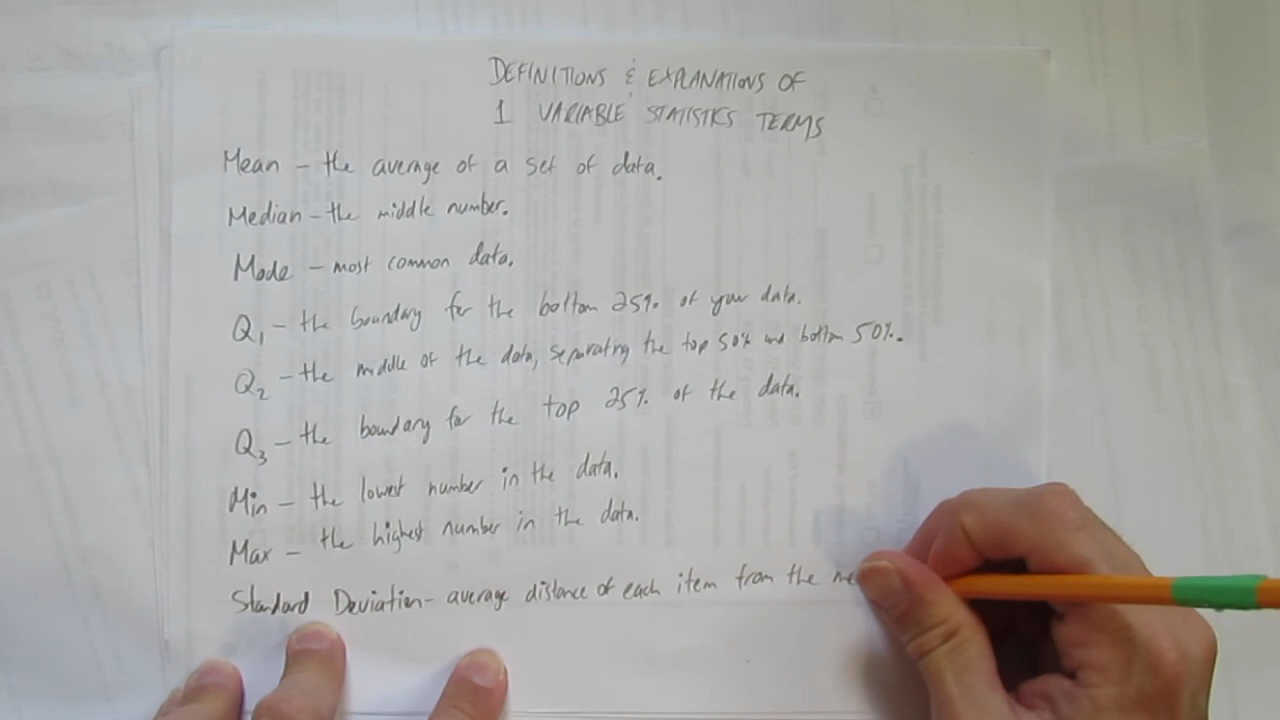 DEFINITIONS & EXPLANATIONS OF
1 VARIABLE STATISTICS TERMS
Mean - the average of a set of data.
Median - the middle number.
Mode - most common data.
Q1 - the boundary for the bottom 25% of your data.
Q2 - the middle of the data, separating the top 50% and bottom 50%.
Q3 - the boundary for the top 25% of the data.
Min - the lowest number in the data.
Max - the highest number in the data.
Standard Deviation - average distance of each item from the me